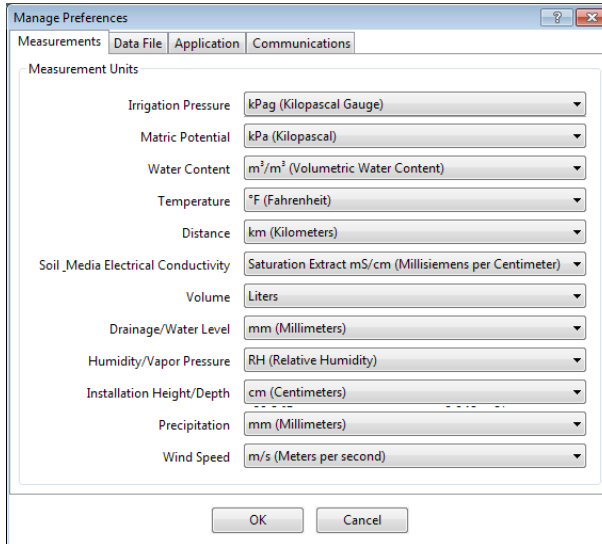 Manage Preferences
Measurements Data File Application Communications
Measurement Units
Irrigation Pressure kPag (Kilopascal Gauge)
Matric Potential kPa (Kilopascal)
Water Content m³/m³ (Volumetric Water Content)
Temperature °F (Fahrenheit)
Distance km (Kilometers)
Soil_Media Electrical Conductivity Saturation Extract mS/cm (Millisiemens per Centimeter)
Volume Liters
Drainage/Water Level mm (Millimeters)
Humidity/Vapor Pressure RH (Relative Humidity)
Installation Height/Depth cm (Centimeters)
Precipitation mm (Millimeters)
Wind Speed m/s (Meters per second)
OK Cancel